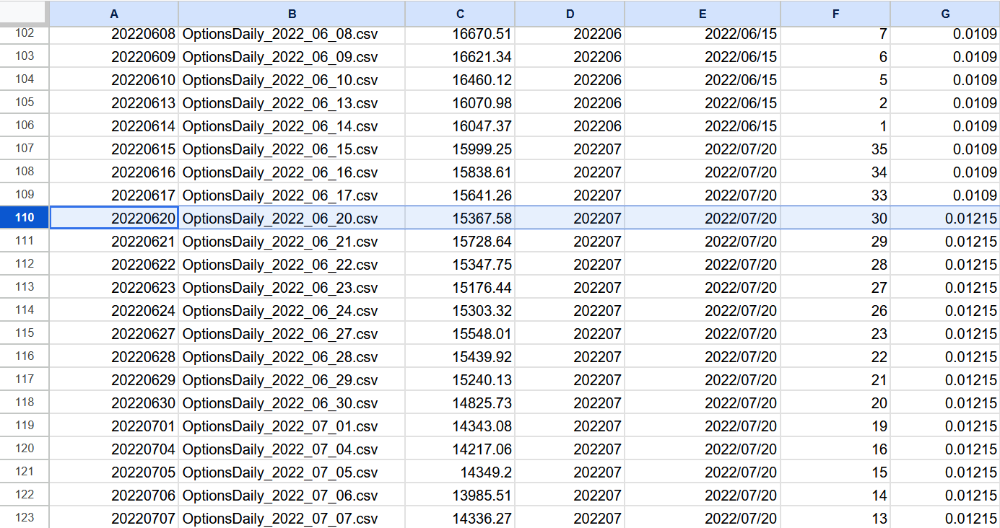 A B C D E F G
102 20220608 OptionsDaily_2022_06_08.csv 16670.51 202206 2022/06/15 7 0.0109
103 20220609 OptionsDaily_2022_06_09.csv 16621.34 202206 2022/06/15 6 0.0109
104 20220610 OptionsDaily_2022_06_10.csv 16460.12 202206 2022/06/15 5 0.0109
105 20220613 OptionsDaily_2022_06_13.csv 16070.98 202206 2022/06/15 2 0.0109
106 20220614 OptionsDaily_2022_06_14.csv 16047.37 202206 2022/06/15 1 0.0109
107 20220615 OptionsDaily_2022_06_15.csv 15999.25 202207 2022/07/20 35 0.0109
108 20220616 OptionsDaily_2022_06_16.csv 15838.61 202207 2022/07/20 34 0.0109
109 20220617 OptionsDaily_2022_06_17.csv 15641.26 202207 2022/07/20 33 0.0109
110 20220620 OptionsDaily_2022_06_20.csv 15367.58 202207 2022/07/20 30 0.01215
111 20220621 OptionsDaily_2022_06_21.csv 15728.64 202207 2022/07/20 29 0.01215
112 20220622 OptionsDaily_2022_06_22.csv 15347.75 202207 2022/07/20 28 0.01215
113 20220623 OptionsDaily_2022_06_23.csv 15176.44 202207 2022/07/20 27 0.01215
114 20220624 OptionsDaily_2022_06_24.csv 15303.32 202207 2022/07/20 26 0.01215
115 20220627 OptionsDaily_2022_06_27.csv 15548.01 202207 2022/07/20 23 0.01215
116 20220628 OptionsDaily_2022_06_28.csv 15439.92 202207 2022/07/20 22 0.01215
117 20220629 OptionsDaily_2022_06_29.csv 15240.13 202207 2022/07/20 21 0.01215
118 20220630 OptionsDaily_2022_06_30.csv 14825.73 202207 2022/07/20 20 0.01215
119 20220701 OptionsDaily_2022_07_01.csv 14343.08 202207 2022/07/20 19 0.01215
120 20220704 OptionsDaily_2022_07_04.csv 14217.06 202207 2022/07/20 16 0.01215
121 20220705 OptionsDaily_2022_07_05.csv 14349.2 202207 2022/07/20 15 0.01215
122 20220706 OptionsDaily_2022_07_06.csv 13985.51 202207 2022/07/20 14 0.01215
123 20220707 OptionsDaily_2022_07_07.csv 14336.27 202207 2022/07/20 13 0.01215